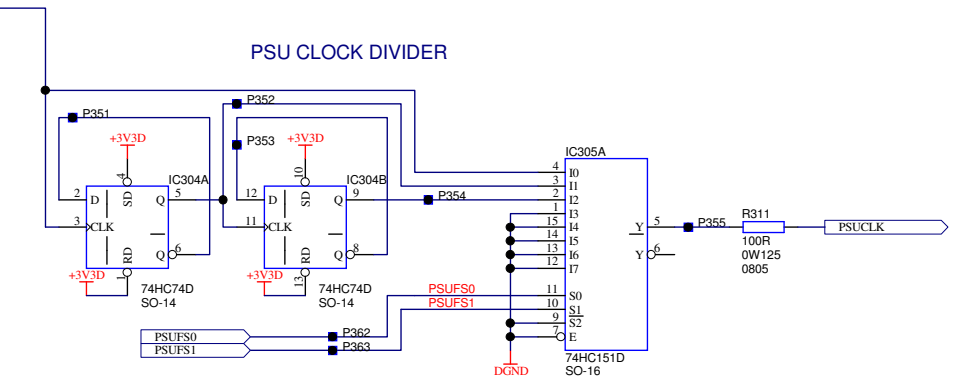 PSU CLOCK DIVIDER
P351
P352
P353
+3V3D
+3V3D
4
10
IC304A
IC304B
2 D SD Q 5
12 D SD Q 9
3 CLK
11 CLK
Q 6
Q 8
RD
RD
1
13
+3V3D
+3V3D
74HC74D
SO-14
74HC74D
SO-14
P354
IC305A
4 I0
3 I1
2 I2
1 I3
15 I4
14 I5
13 I6
12 I7
11 S0
10 S1
9 S2
7 E
Y 5
Y 6
74HC151D
SO-16
PSUFS0
PSUFS1
PSUFS0
PSUFS1
P362
P363
DGND
P355
R311
100R
0W125
0805
PSUCLK